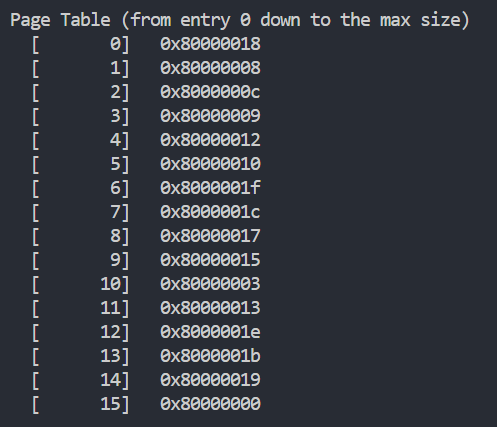 Page Table (from entry 0 down to the max size)
[ 0] 0x80000018
[ 1] 0x80000008
[ 2] 0x8000000c
[ 3] 0x80000009
[ 4] 0x80000012
[ 5] 0x80000010
[ 6] 0x8000001f
[ 7] 0x8000001c
[ 8] 0x80000017
[ 9] 0x80000015
[ 10] 0x80000003
[ 11] 0x80000013
[ 12] 0x8000001e
[ 13] 0x8000001b
[ 14] 0x80000019
[ 15] 0x80000000